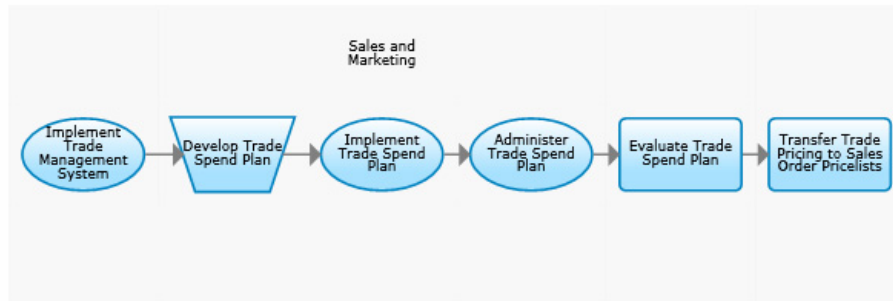 Sales and
Marketing
Implement
Trade
Management
System
Develop Trade
Spend Plan
Implement
Trade Spend
Plan
Administer
Trade Spend
Plan
Evaluate Trade
Spend Plan
Transfer Trade
Pricing to Sales
Order Pricelists